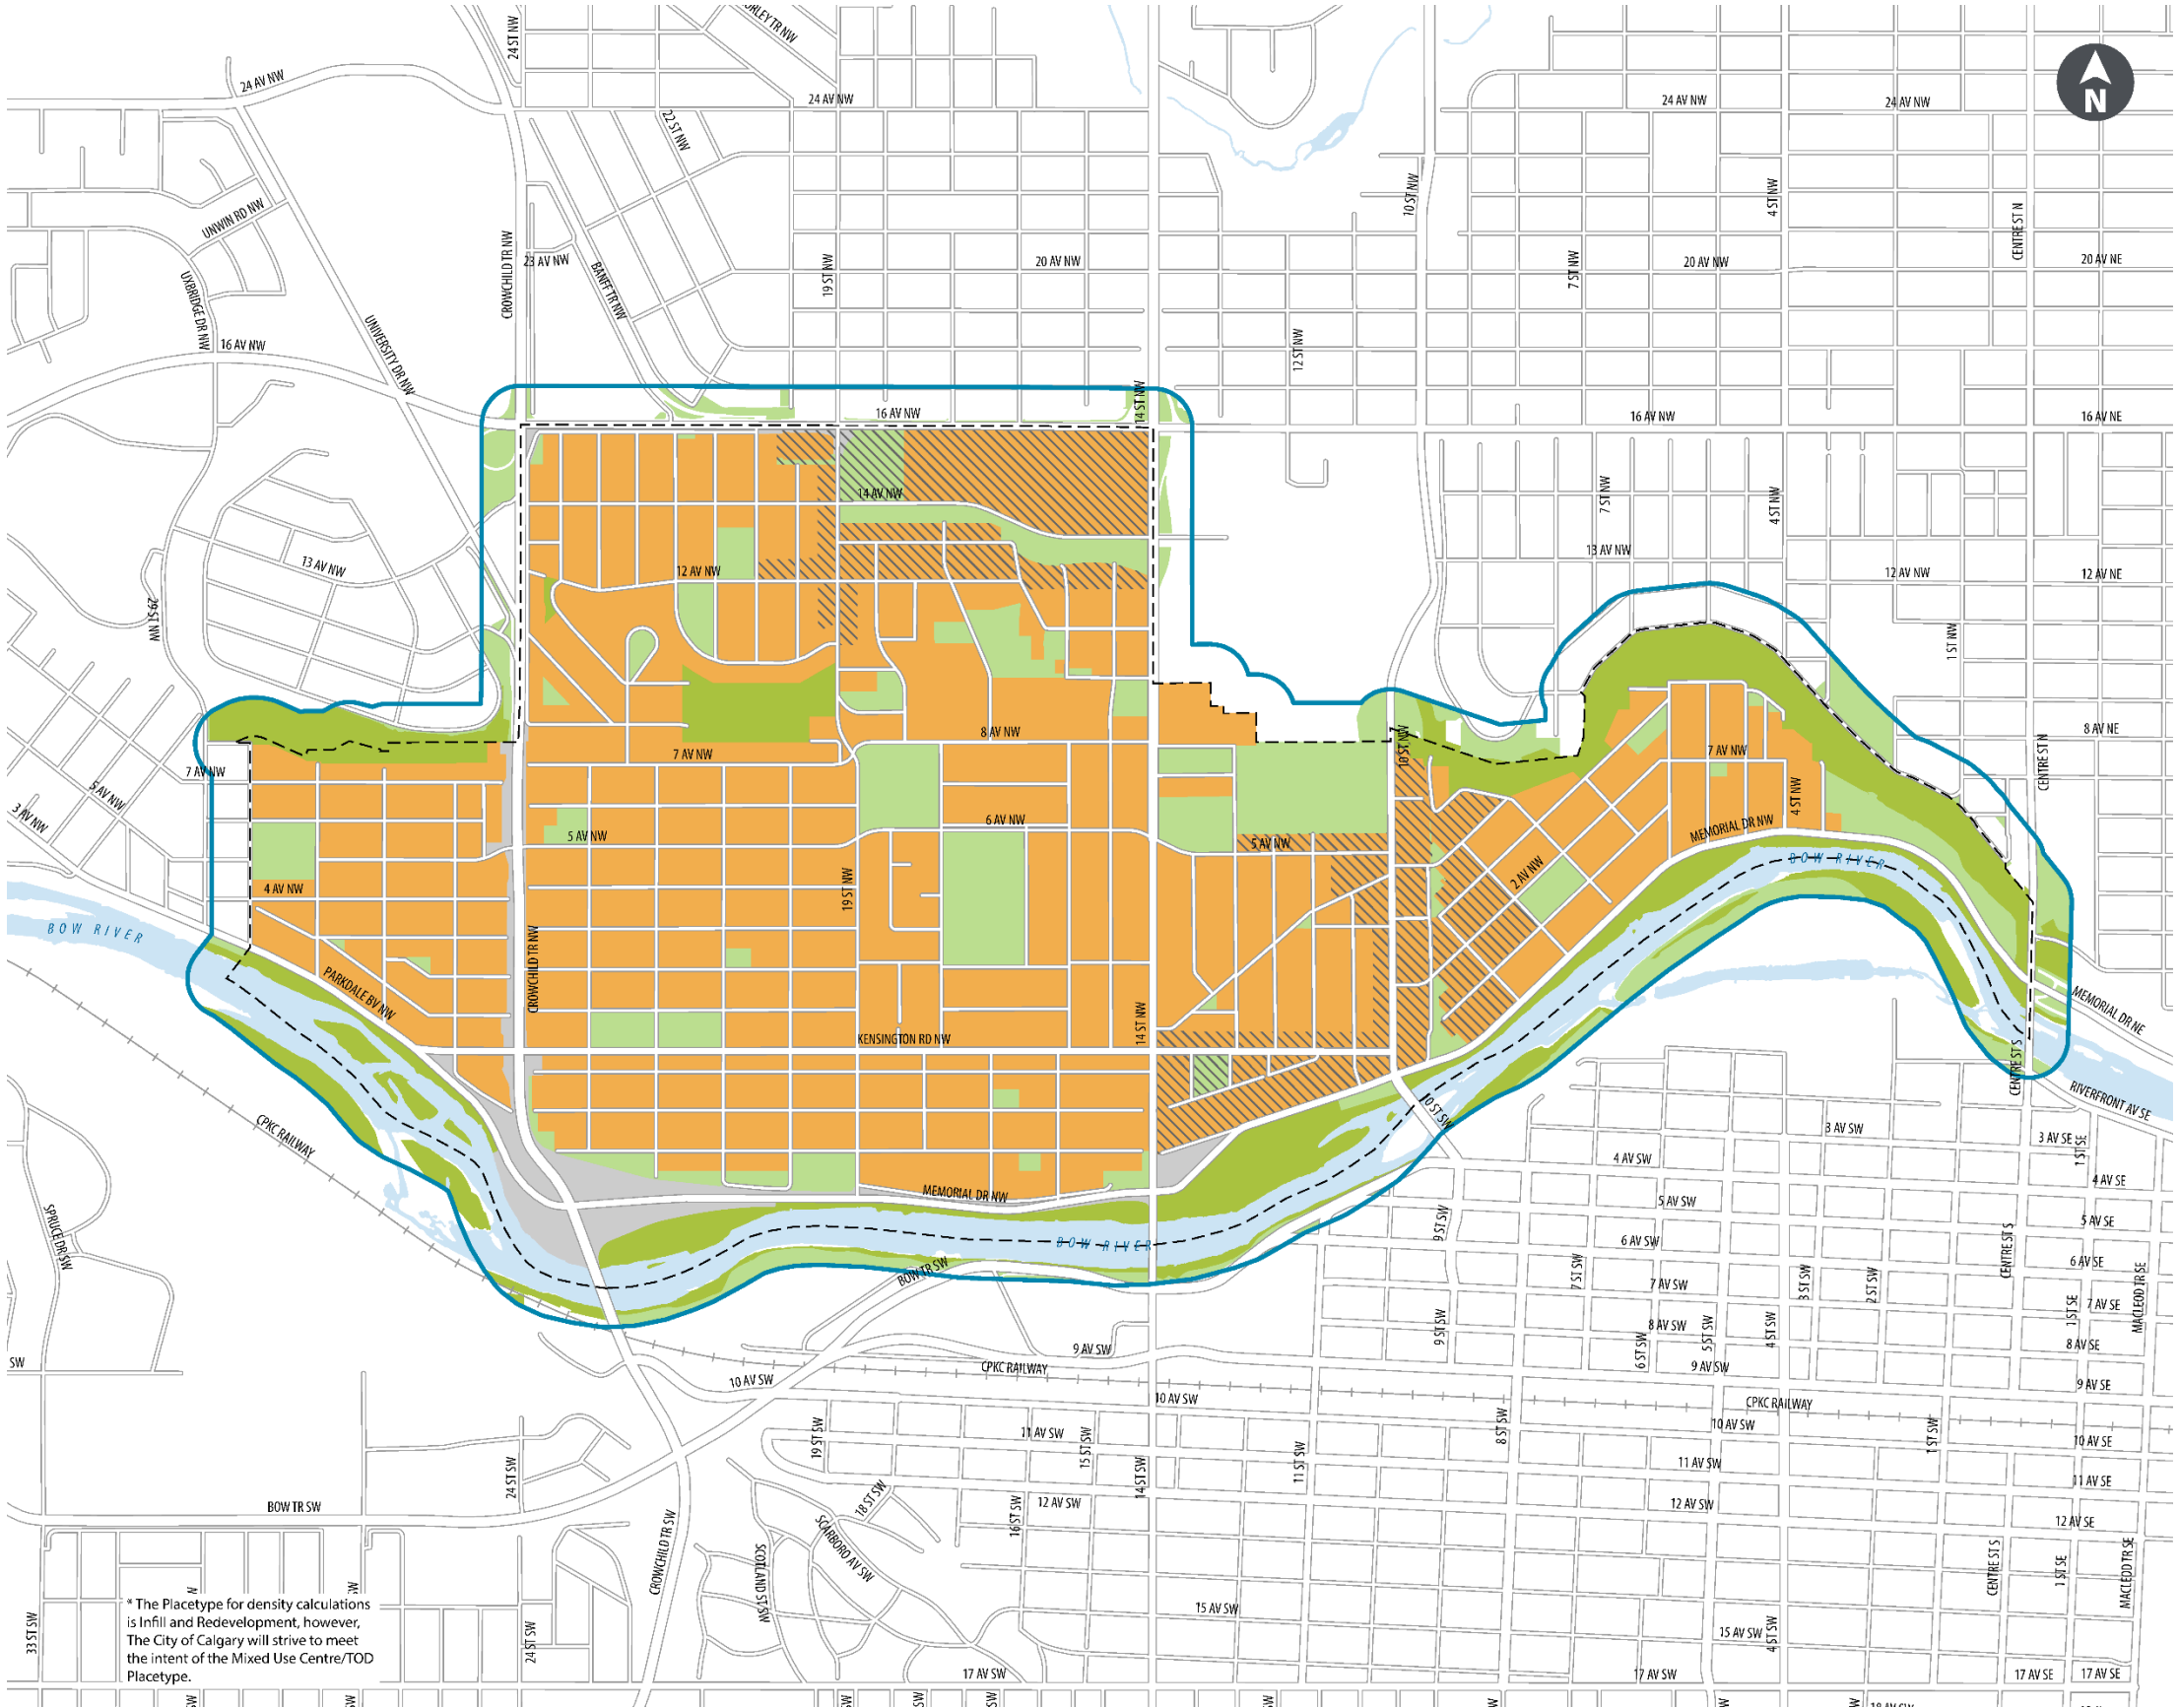 24 ST NW
MORLEY TR NW
24 AV NW
24 AV NW
24 AV NW
24 AV NW
N
22 ST NW
10 ST NW
4 ST NW
UNWIN RD NW
CENTRE ST N
CROWCHILD TR NW
23 AV NW
BANFF TR NW
19 ST NW
20 AV NW
7 ST NW
20 AV NW
20 AV NE
UXBRIDGE DR NW
16 AV NW
UNIVERSITY DR NW
12 ST NW
14 ST NW
16 AV NW
16 AV NW
16 AV NE
14 AV NW
7 ST NW
4 ST NW
13 AV NW
13 AV NW
12 AV NW
12 AV NW
12 AV NE
29 ST NW
1 ST NW
8 AV NW
8 AV NE
7 AV NW
7 AV NW
7 AV NW
10 ST NW
CENTRE ST N
5 AV NW
3 AV NW
4 ST NW
6 AV NW
5 AV NW
5 AV NW
MEMORIAL DR NW
BOW RIVER
4 AV NW
19 ST NW
2 AV NW
BOW RIVER
CROWCHILD TR NW
PARKDALE BV NW
14 ST NW
KENSINGTON RD NW
MEMORIAL DR NE
CENTRE ST S
RIVERFRONT AV SE
10 ST SW
CPKC RAILWAY
3 AV SW
3 AV SE
1 ST SE
4 AV SW
4 AV SE
MEMORIAL DR NW
5 AV SW
5 AV SE
SPRUCE DR SW
9 ST SW
BOW RIVER
6 AV SW
CENTRE ST S
6 AV SE
BOW TR SW
7 ST SW
7 AV SW
3 ST SW
2 ST SW
MACLEOD TR SE
1 ST SE
7 AV SE
9 ST SW
8 AV SW
5 ST SW
4 ST SW
8 AV SE
6 ST SW
9 AV SW
SW
9 AV SW
CPKC RAILWAY
10 AV SW
9 AV SE
10 AV SW
CPKC RAILWAY
10 AV SW
19 ST SW
11 AV SW
15 ST SW
8 ST SW
1 ST SW
10 AV SE
11 ST SW
11 AV SW
11 AV SE
24 ST SW
14 ST SW
18 ST SW
BOW TR SW
12 AV SW
12 AV SW
16 ST SW
12 AV SE
CROWCHILD TR SW
SCOTLAND ST SW
SCARBORO AV SW
CENTRE ST S
1 ST SE
MACLEOD TR SE
N
SW
* The Placetype for density calculations
is Infill and Redevelopment, however,
The City of Calgary will strive to meet
the intent of the Mixed Use Centre/TOD
Placetype.
33 ST SW
24 ST SW
15 AV SW
15 AV SW
4 ST SW
17 AV SW
17 AV SW
17 AV SE
17 AV SE
SW
SW
SW
SW
SW
SW
SW
SW
SW